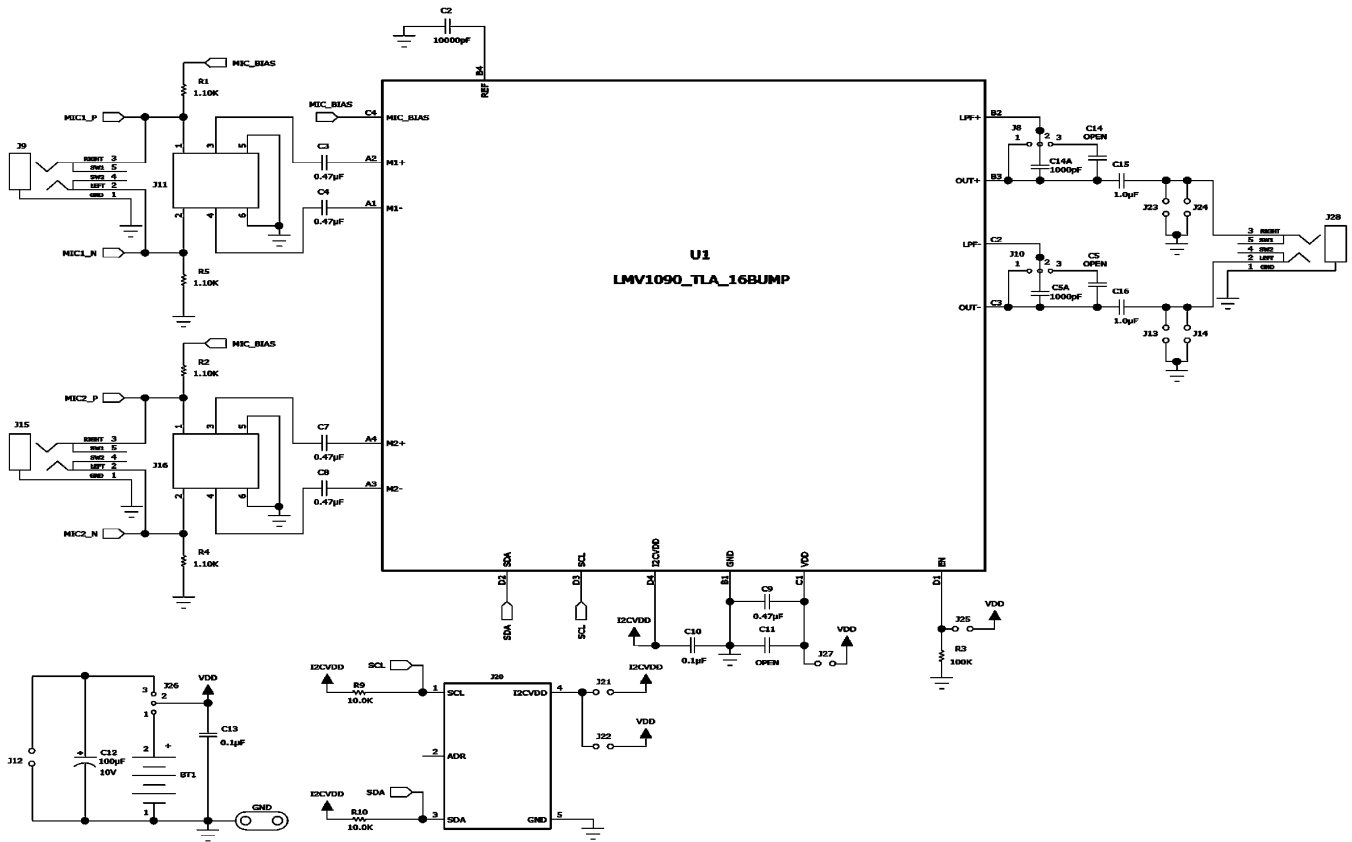 C2
10000pF
B4
REF
MIC_BIAS
R1
1.10K
MIC1_P
MIC_BIAS
C4
MIC_BIAS
J9
RIGHT 3
SW1 5
SW2 4
LEFT 2
GND 1
1
3
5
J11
2
4
6
C3
0.47µF
A2
M1+
C4
0.47µF
A1
M1-
MIC1_N
R5
1.10K
U1
LMV1090_TLA_16BUMP
LPF+
B2
J8
1
2
3
C14
OPEN
C14A
1000pF
C15
1.0µF
OUT+
B3
J23
J24
LPF-
C2
J10
1
2
3
C5
OPEN
C5A
1000pF
C16
1.0µF
OUT-
C3
J13
J14
J28
3 RIGHT
5 SW1
4 SW2
2 LEFT
1 GND
MIC_BIAS
R2
1.10K
MIC2_P
J15
RIGHT 3
SW1 5
SW2 4
LEFT 2
GND 1
1
3
5
J16
2
4
6
C7
0.47µF
A4
M2+
C8
0.47µF
A3
M2-
MIC2_N
R4
1.10K
SDA
D2
SDA
SCL
D3
SCL
I2CVDD
D4
GND
B1
VDD
C1
EN
D1
C9
0.47µF
I2CVDD
C10
0.1µF
C11
OPEN
J27
VDD
J25
VDD
R3
100K
J12
C12
100µF
10V
+
3
2
1
J26
VDD
C13
0.1µF
2
+
BT1
1
GND
I2CVDD
SCL
R9
10.0K
J20
1
SCL
I2CVDD
4
J21
I2CVDD
J22
VDD
2
ADR
I2CVDD
SDA
R10
10.0K
3
SDA
GND
5